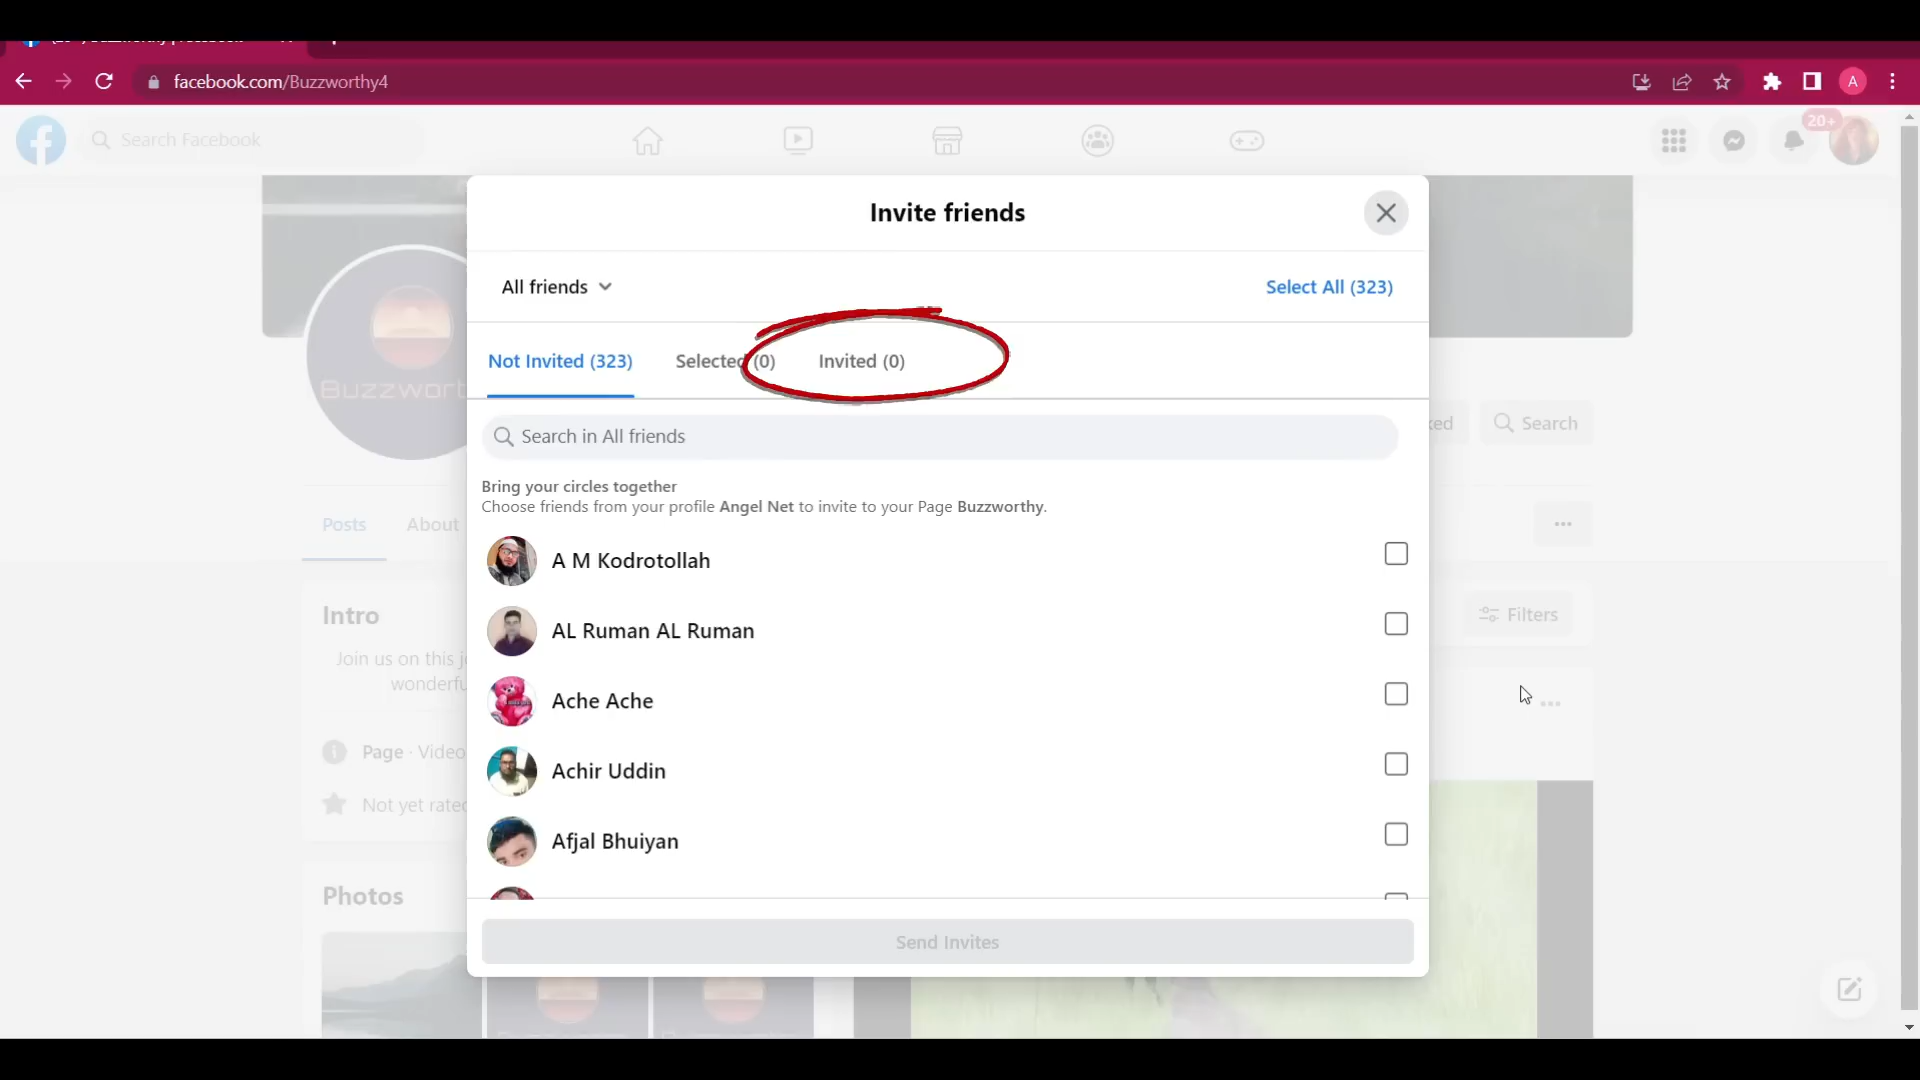 facebook.com/Buzzworthy4
A
Search Facebook
20+
Invite friends
All friends
Select All (323)
Not Invited (323)
Selected (0)
Invited (0)
Buzzwort
Search in All friends
ked
Search
Bring your circles together
Choose friends from your profile Angel Net to invite to your Page Buzzworthy.
Posts
About
A M Kodrotollah
Intro
Filters
AL Ruman AL Ruman
Join us on this j
wonderfu
Ache Ache
Page · Video
Achir Uddin
Not yet rated
Afjal Bhuiyan
Photos
Send Invites